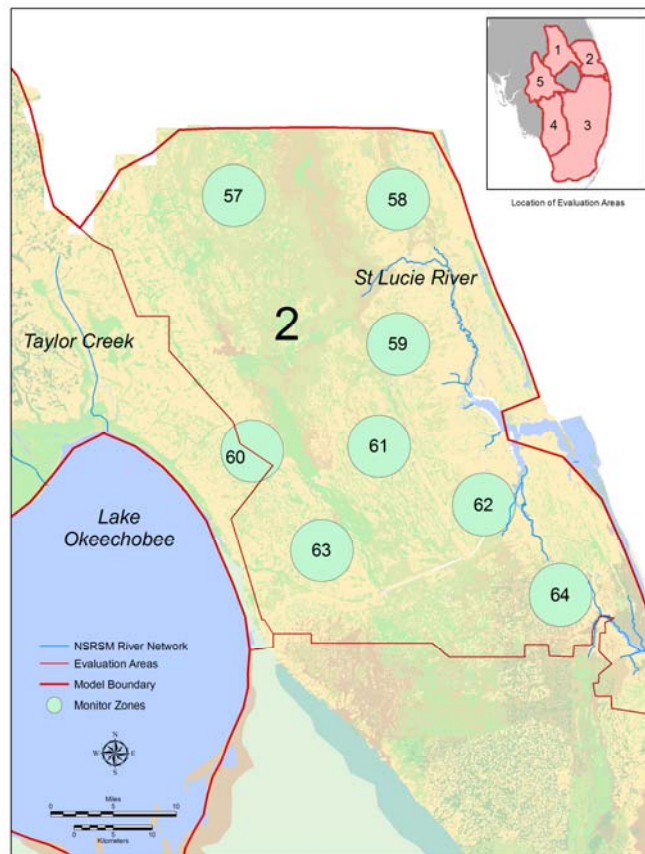 1
2
5
4
3
Location of Evaluation Areas
57
58
St Lucie River
2
Taylor Creek
59
60
61
62
Lake
Okeechobee
63
64
NSRSM River Network
Evaluation Areas
Model Boundary
Monitor Zones
N
W E
S
Miles
0 5 10
0 5 10
Kilometers